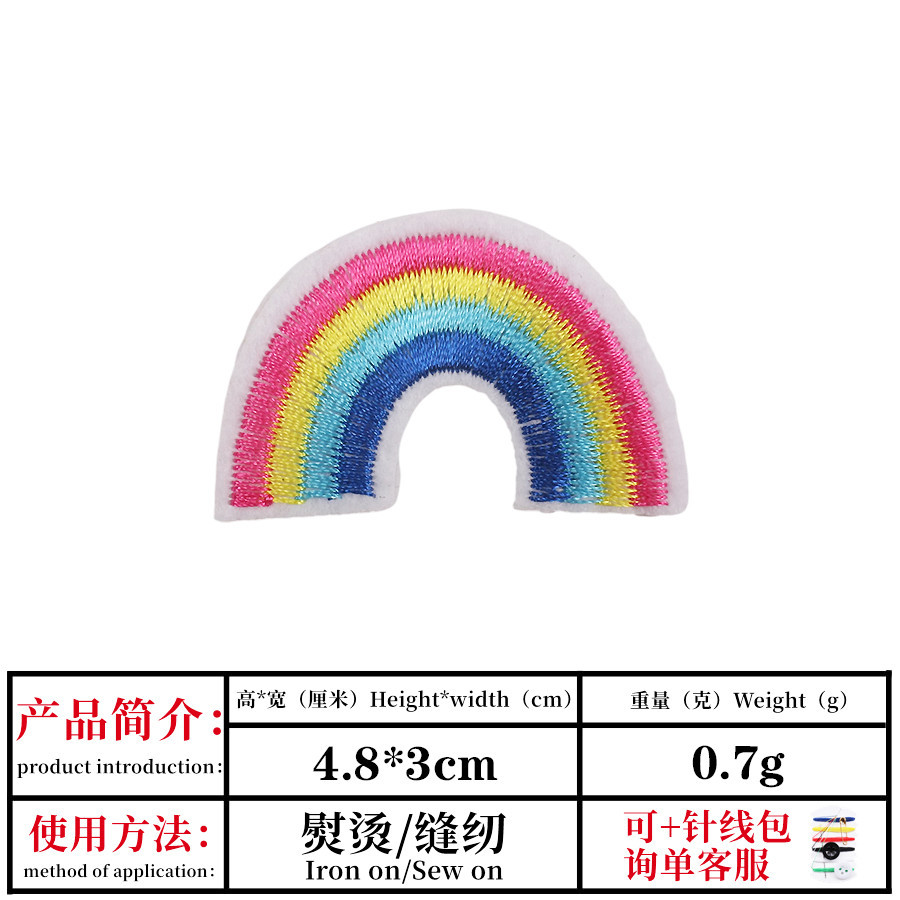 产品简介：
product introduction：
高*宽（厘米）Height*width（cm）
重量（克）Weight（g）
4.8*3cm
0.7g
使用方法：
method of application：
熨烫/缝纫
Iron on/Sew on
可+针线包
询单客服